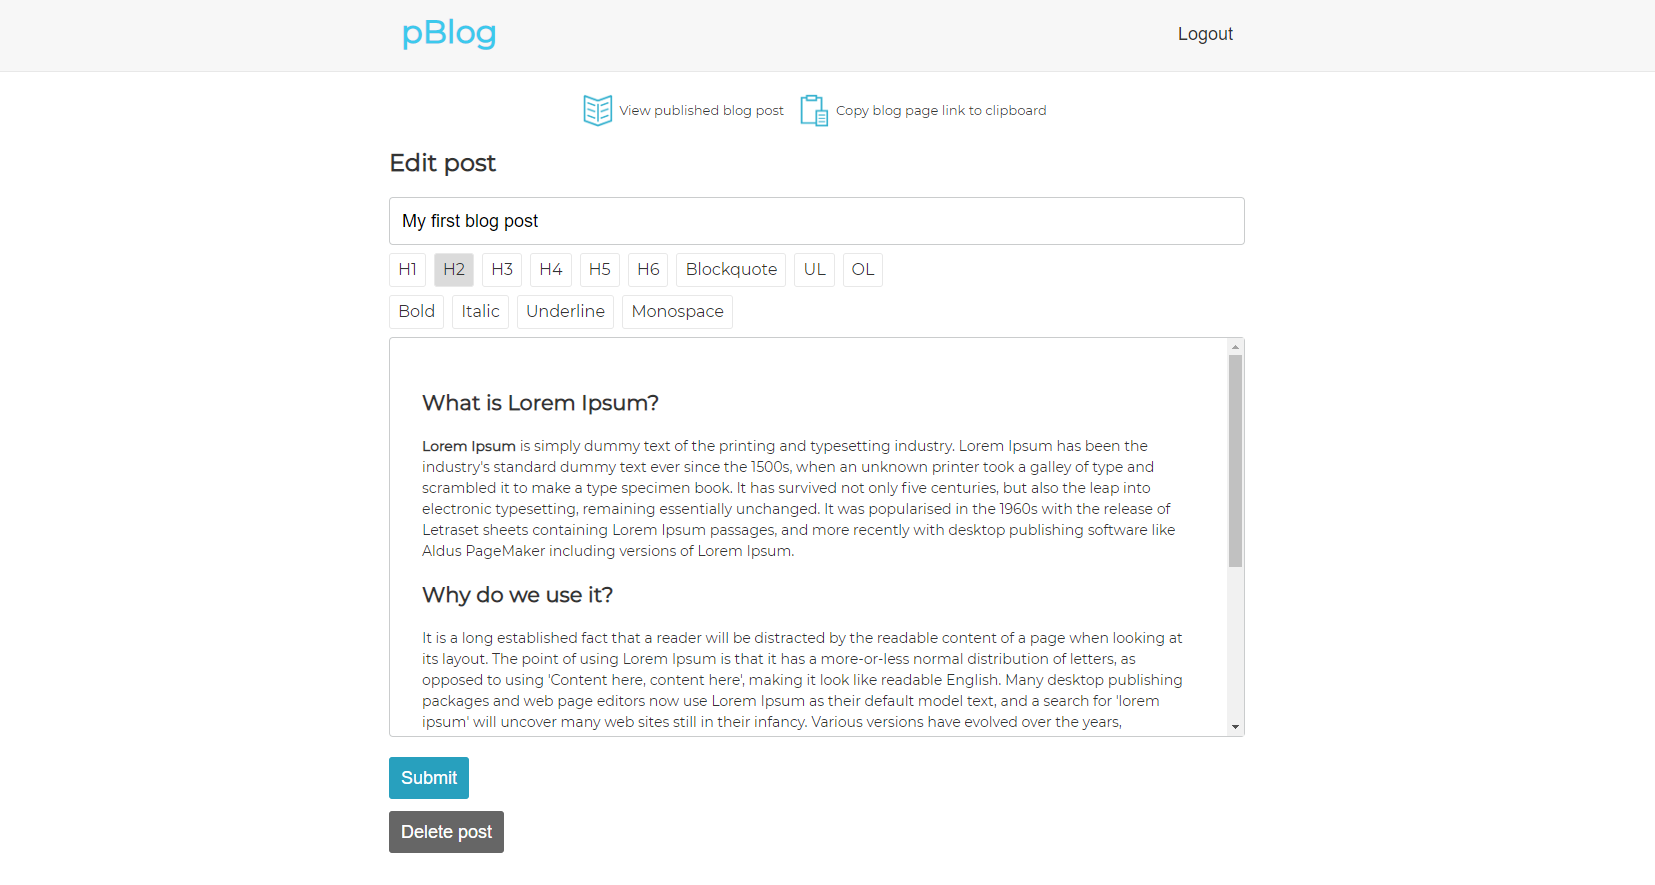 pBlog Logout
View published blog post Copy blog page link to clipboard
Edit post
My first blog post
H1 H2 H3 H4 H5 H6 Blockquote UL OL
Bold Italic Underline Monospace
What is Lorem Ipsum?
Lorem Ipsum is simply dummy text of the printing and typesetting industry. Lorem Ipsum has been the
industry's standard dummy text ever since the 1500s, when an unknown printer took a galley of type and
scrambled it to make a type specimen book. It has survived not only five centuries, but also the leap into
electronic typesetting, remaining essentially unchanged. It was popularised in the 1960s with the release of
Letraset sheets containing Lorem Ipsum passages, and more recently with desktop publishing software like
Aldus PageMaker including versions of Lorem Ipsum.
Why do we use it?
It is a long established fact that a reader will be distracted by the readable content of a page when looking at
its layout. The point of using Lorem Ipsum is that it has a more-or-less normal distribution of letters, as
opposed to using 'Content here, content here', making it look like readable English. Many desktop publishing
packages and web page editors now use Lorem Ipsum as their default model text, and a search for 'lorem
ipsum' will uncover many web sites still in their infancy. Various versions have evolved over the years,
Submit
Delete post